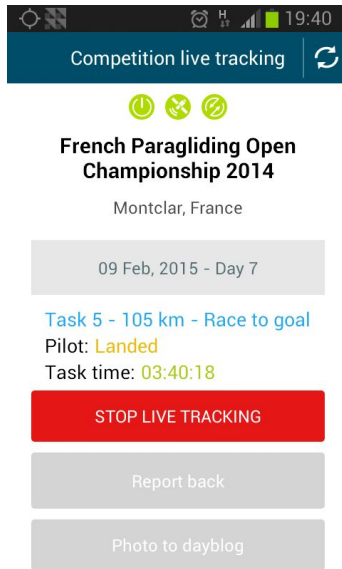 H 19:40
Competition live tracking
French Paragliding Open
Championship 2014
Montclar, France
09 Feb, 2015 - Day 7
Task 5 - 105 km - Race to goal
Pilot: Landed
Task time: 03:40:18
STOP LIVE TRACKING
Report back
Photo to dayblog